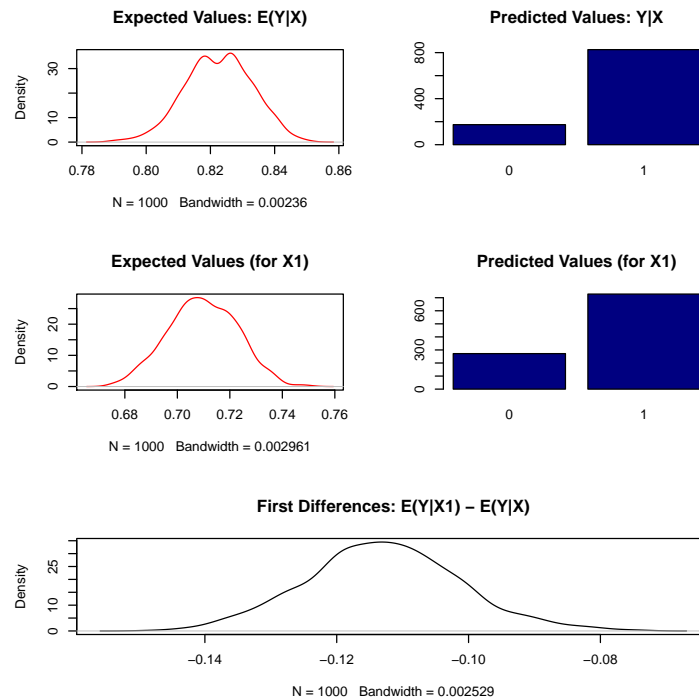 Expected Values: E(Y|X)
Density
0
10
30
0.78 0.80 0.82 0.84 0.86
N = 1000 Bandwidth = 0.00236
Predicted Values: Y|X
0
400
800
0 1
Expected Values (for X1)
Density
0
10
20
0.68 0.70 0.72 0.74 0.76
N = 1000 Bandwidth = 0.002961
Predicted Values (for X1)
0
300
600
0 1
First Differences: E(Y|X1) − E(Y|X)
Density
0
10
25
−0.14 −0.12 −0.10 −0.08
N = 1000 Bandwidth = 0.002529